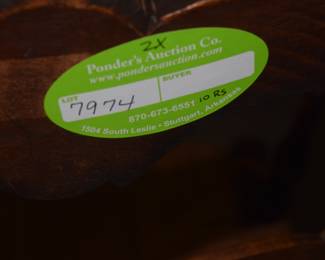 2X
Ponder's Auction Co.
www.pondersauction.com
LOT BUYER
7974
870-673-6551 10 RS
1504 South Leslie • Stuttgart, Arkansas